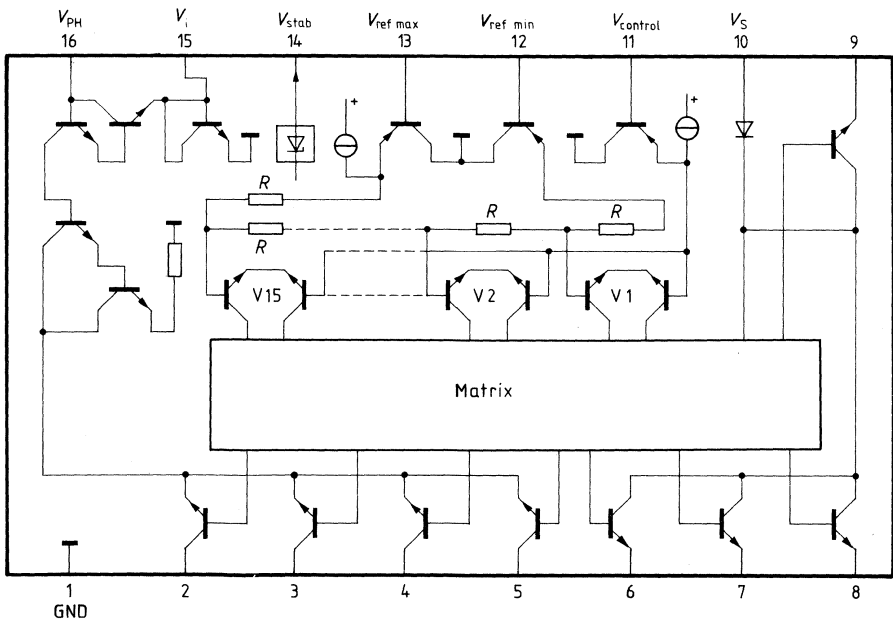 V_PH V_i V_stab V_ref max V_ref min V_control V_S
16 15 14 13 12 11 10 9
+ +
R R R
R
V15 V2 V1
Matrix
1 2 3 4 5 6 7 8
GND